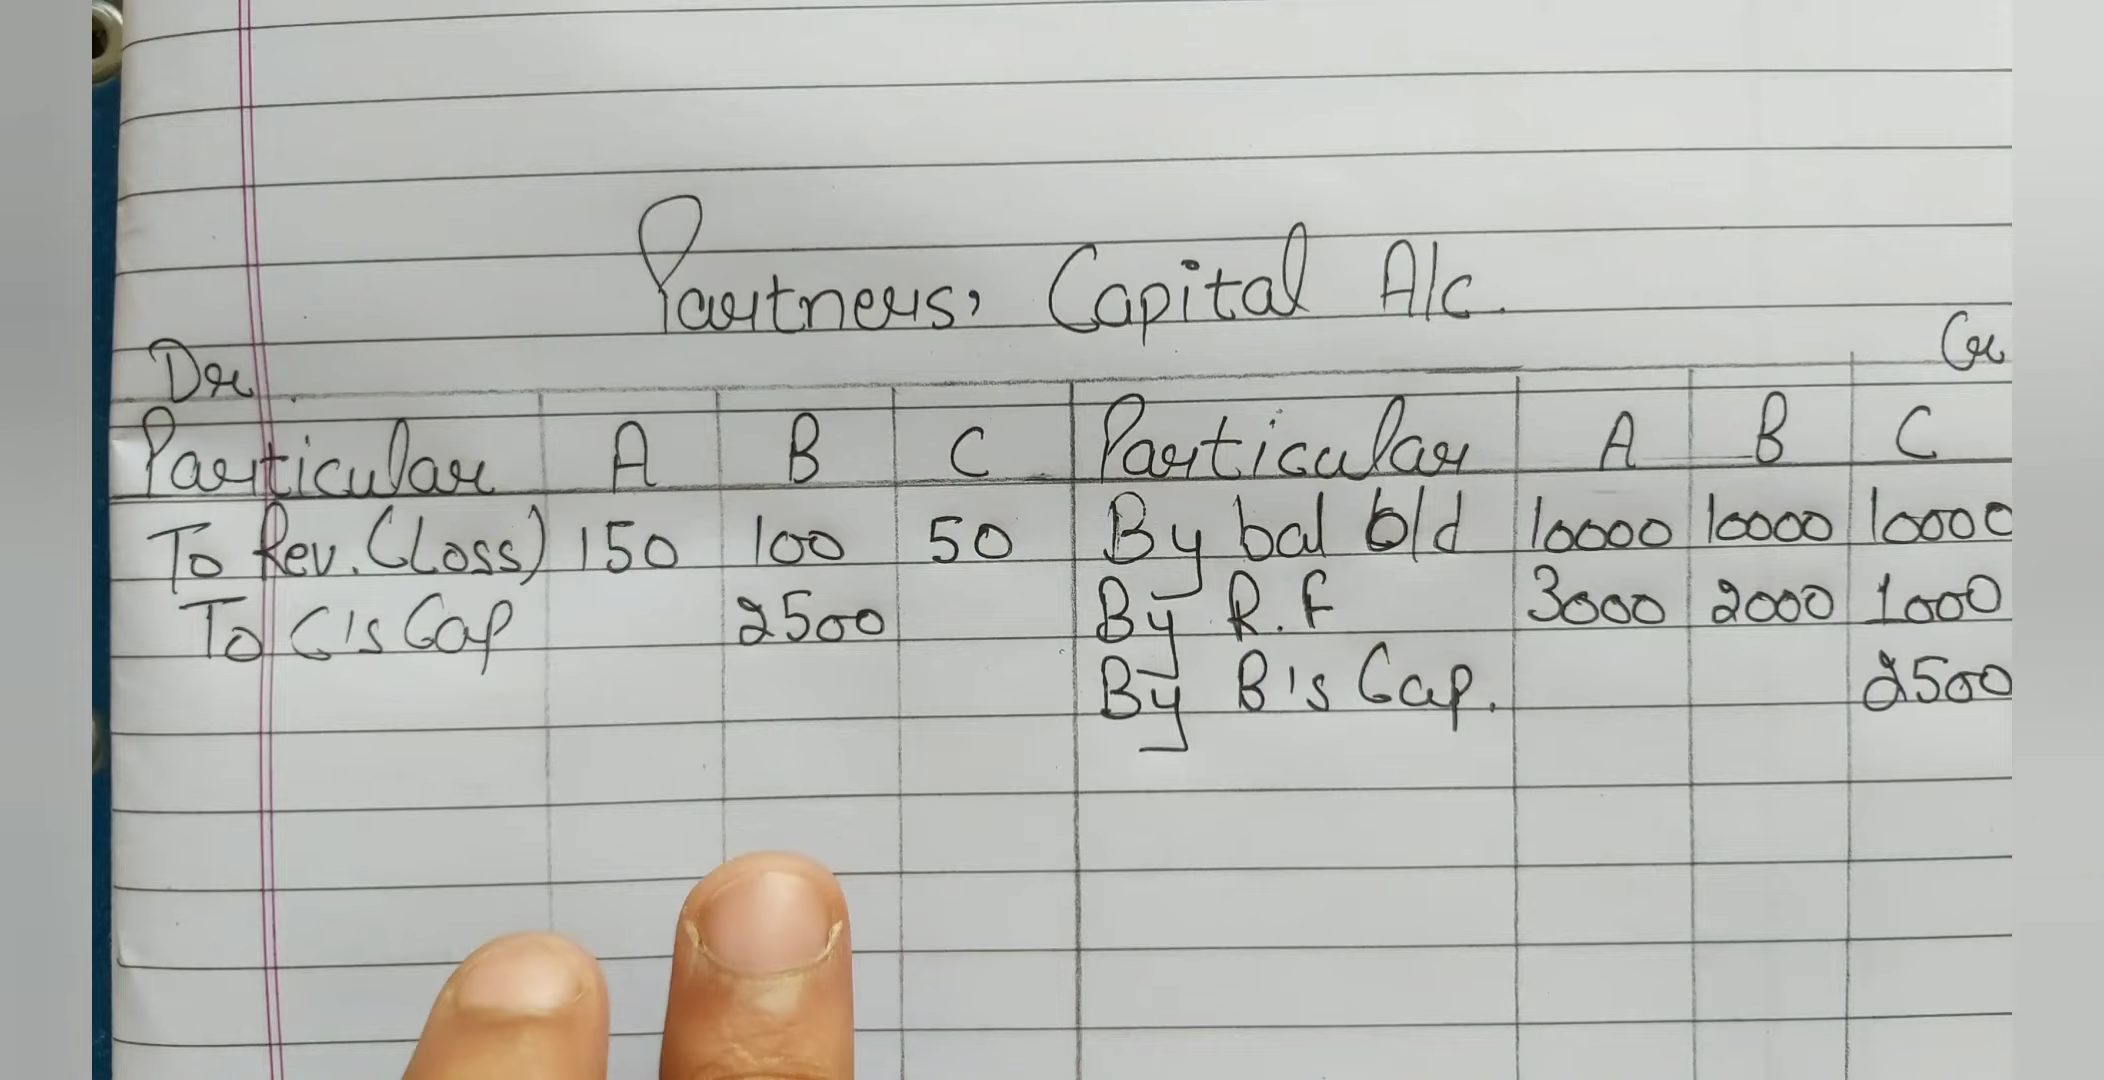 Partners, Capital A/c.
Dr. Cr
Particular A B C Particular A B C
To Rev. (Loss) 150 100 50 By bal b/d 10000 10000 10000
To C's Cap 2500 By R.F 3000 2000 1000
By B's Cap. 2500